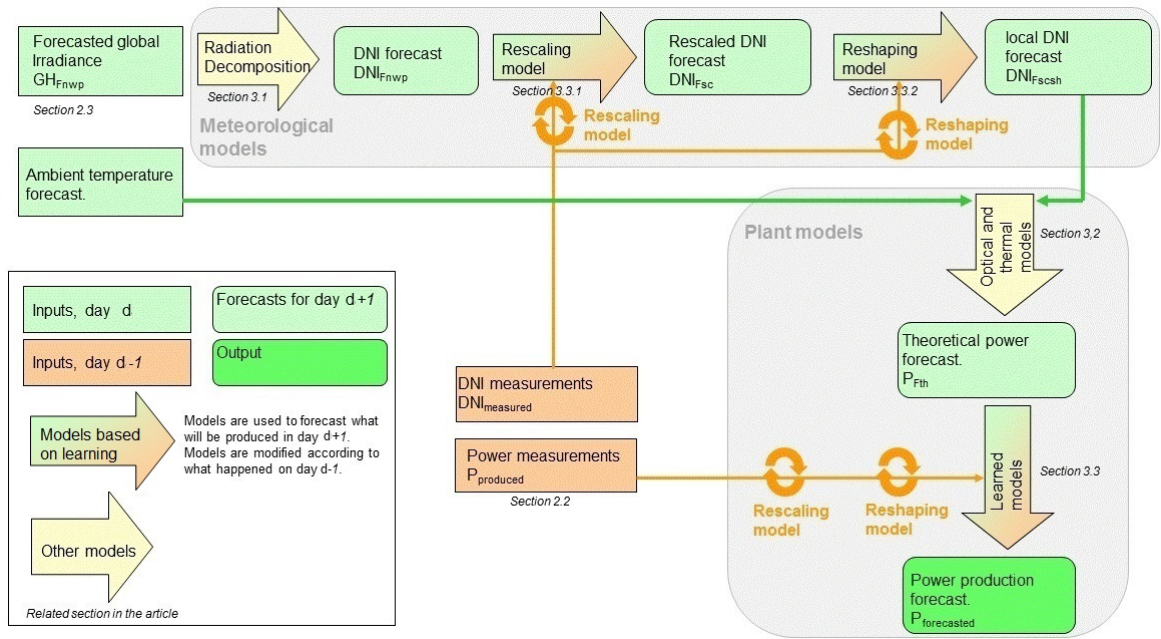 Forecasted global
Irradiance
GHFnwp
Section 2.3
Radiation
Decomposition
Section 3.1
DNI forecast
DNIFnwp
Rescaling
model
Section 3.3.1
Rescaled DNI
forecast
DNIFsc
Reshaping
model
Section 3.3.2
local DNI
forecast
DNIFscsh
Meteorological
models
Rescaling
model
Reshaping
model
Ambient temperature
forecast.
Plant models
Optical and
thermal
models
Section 3,2
Theoretical power
forecast.
PFth
Inputs, day d
Forecasts for day d+1
Inputs, day d-1
Output
Models based
on learning
Models are used to forecast what
will be produced in day d+1.
Models are modified according to
what happened on day d-1.
Other models
Related section in the article
DNI measurements
DNImeasured
Power measurements
Pproduced
Section 2.2
Rescaling
model
Reshaping
model
Learned
models
Section 3.3
Power production
forecast.
Pforecasted